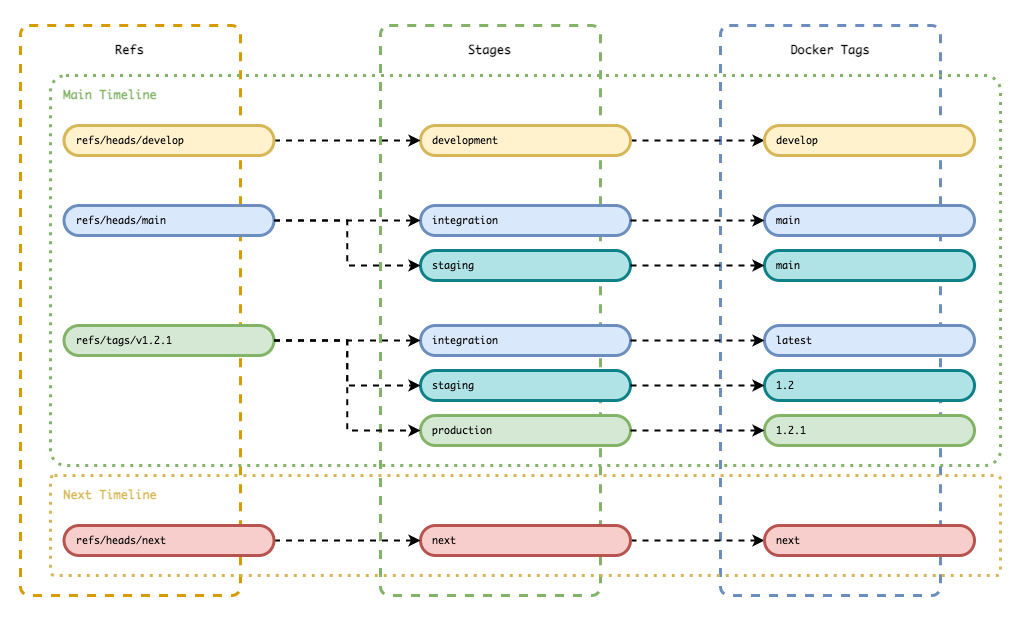 Refs
Stages
Docker Tags
Main Timeline
refs/heads/develop
development
develop
refs/heads/main
integration
main
staging
main
refs/tags/v1.2.1
integration
latest
staging
1.2
production
1.2.1
Next Timeline
refs/heads/next
next
next